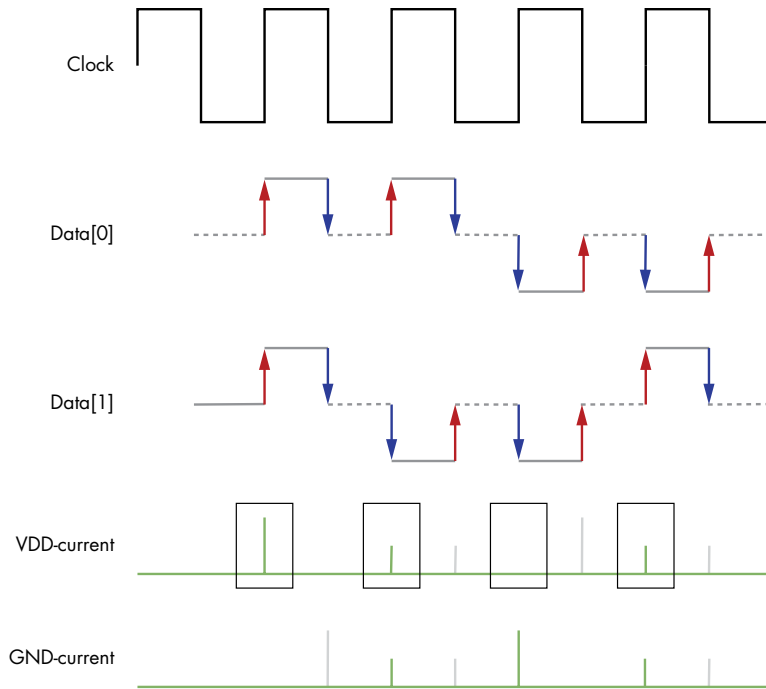 Clock
Data[0]
Data[1]
VDD-current
GND-current